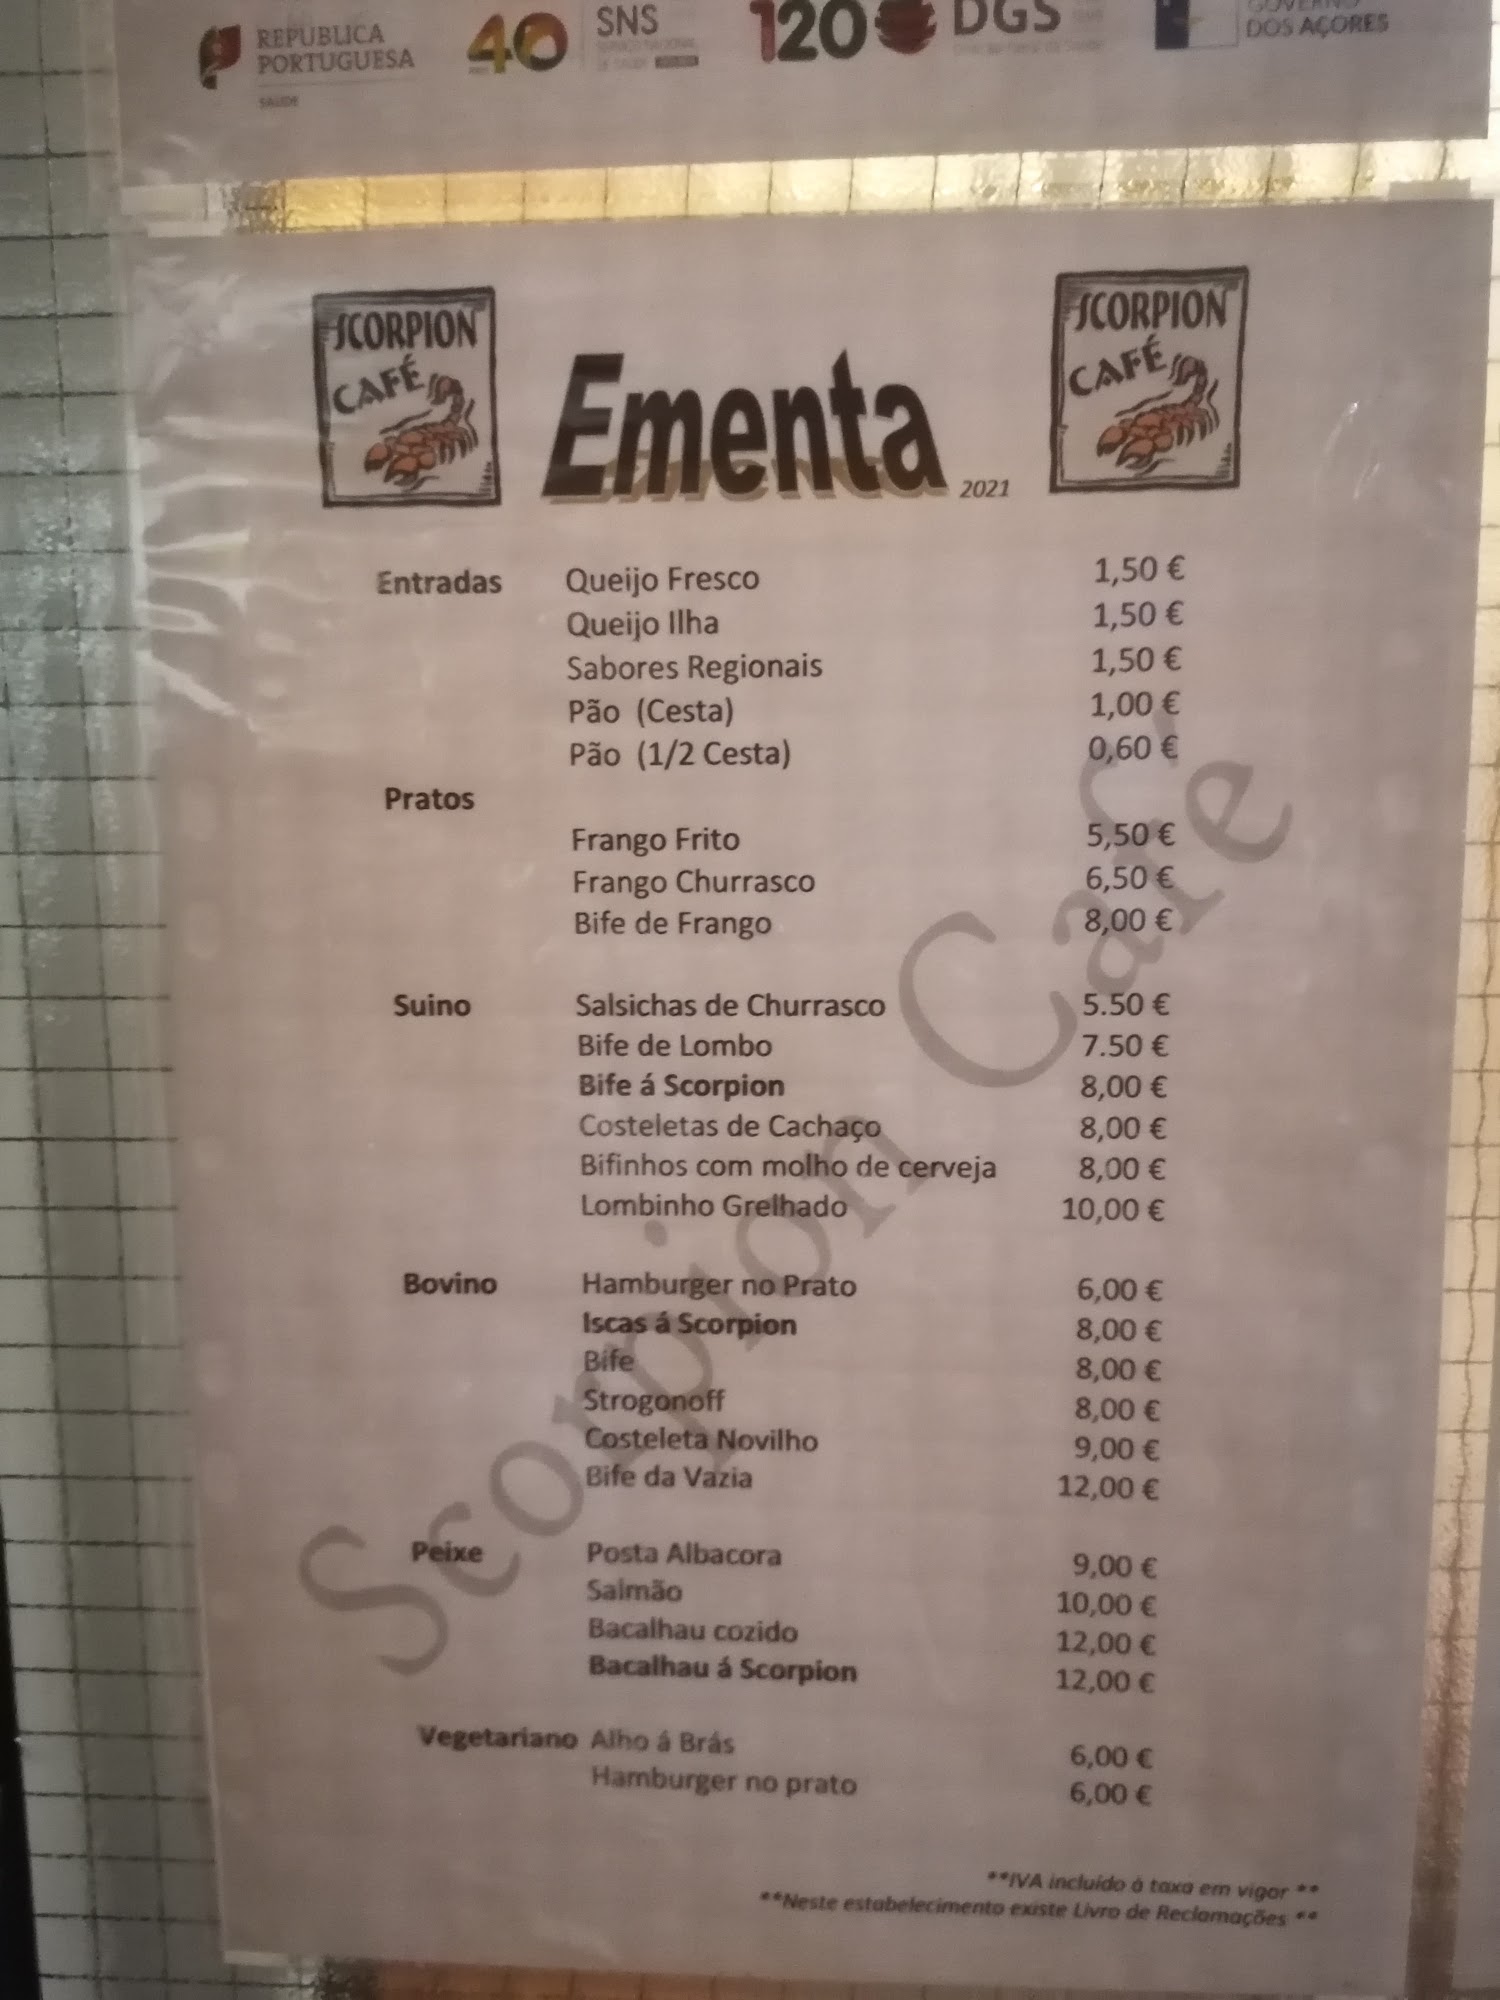 REPÚBLICA
PORTUGUESA
SAÚDE
40
SNS
120
DGS
GOVERNO
DOS AÇORES
SCORPION
CAFÉ
Ementa
2021
SCORPION
CAFÉ
Entradas Queijo Fresco 1,50 €
Queijo Ilha 1,50 €
Sabores Regionais 1,50 €
Pão (Cesta) 1,00 €
Pão (1/2 Cesta) 0,60 €
Pratos
Frango Frito 5,50 €
Frango Churrasco 6,50 €
Bife de Frango 8,00 €
Suino Salsichas de Churrasco 5.50 €
Bife de Lombo 7.50 €
Bife á Scorpion 8,00 €
Costeletas de Cachaço 8,00 €
Bifinhos com molho de cerveja 8,00 €
Lombinho Grelhado 10,00 €
Bovino Hamburger no Prato 6,00 €
Iscas á Scorpion 8,00 €
Bife 8,00 €
Strogonoff 8,00 €
Costeleta Novilho 9,00 €
Bife da Vazia 12,00 €
Peixe Posta Albacora 9,00 €
Salmão 10,00 €
Bacalhau cozido 12,00 €
Bacalhau á Scorpion 12,00 €
Vegetariano Alho á Brás 6,00 €
Hamburger no prato 6,00 €
**IVA incluído à taxa em vigor **
**Neste estabelecimento existe Livro de Reclamações **
Scorpion Café